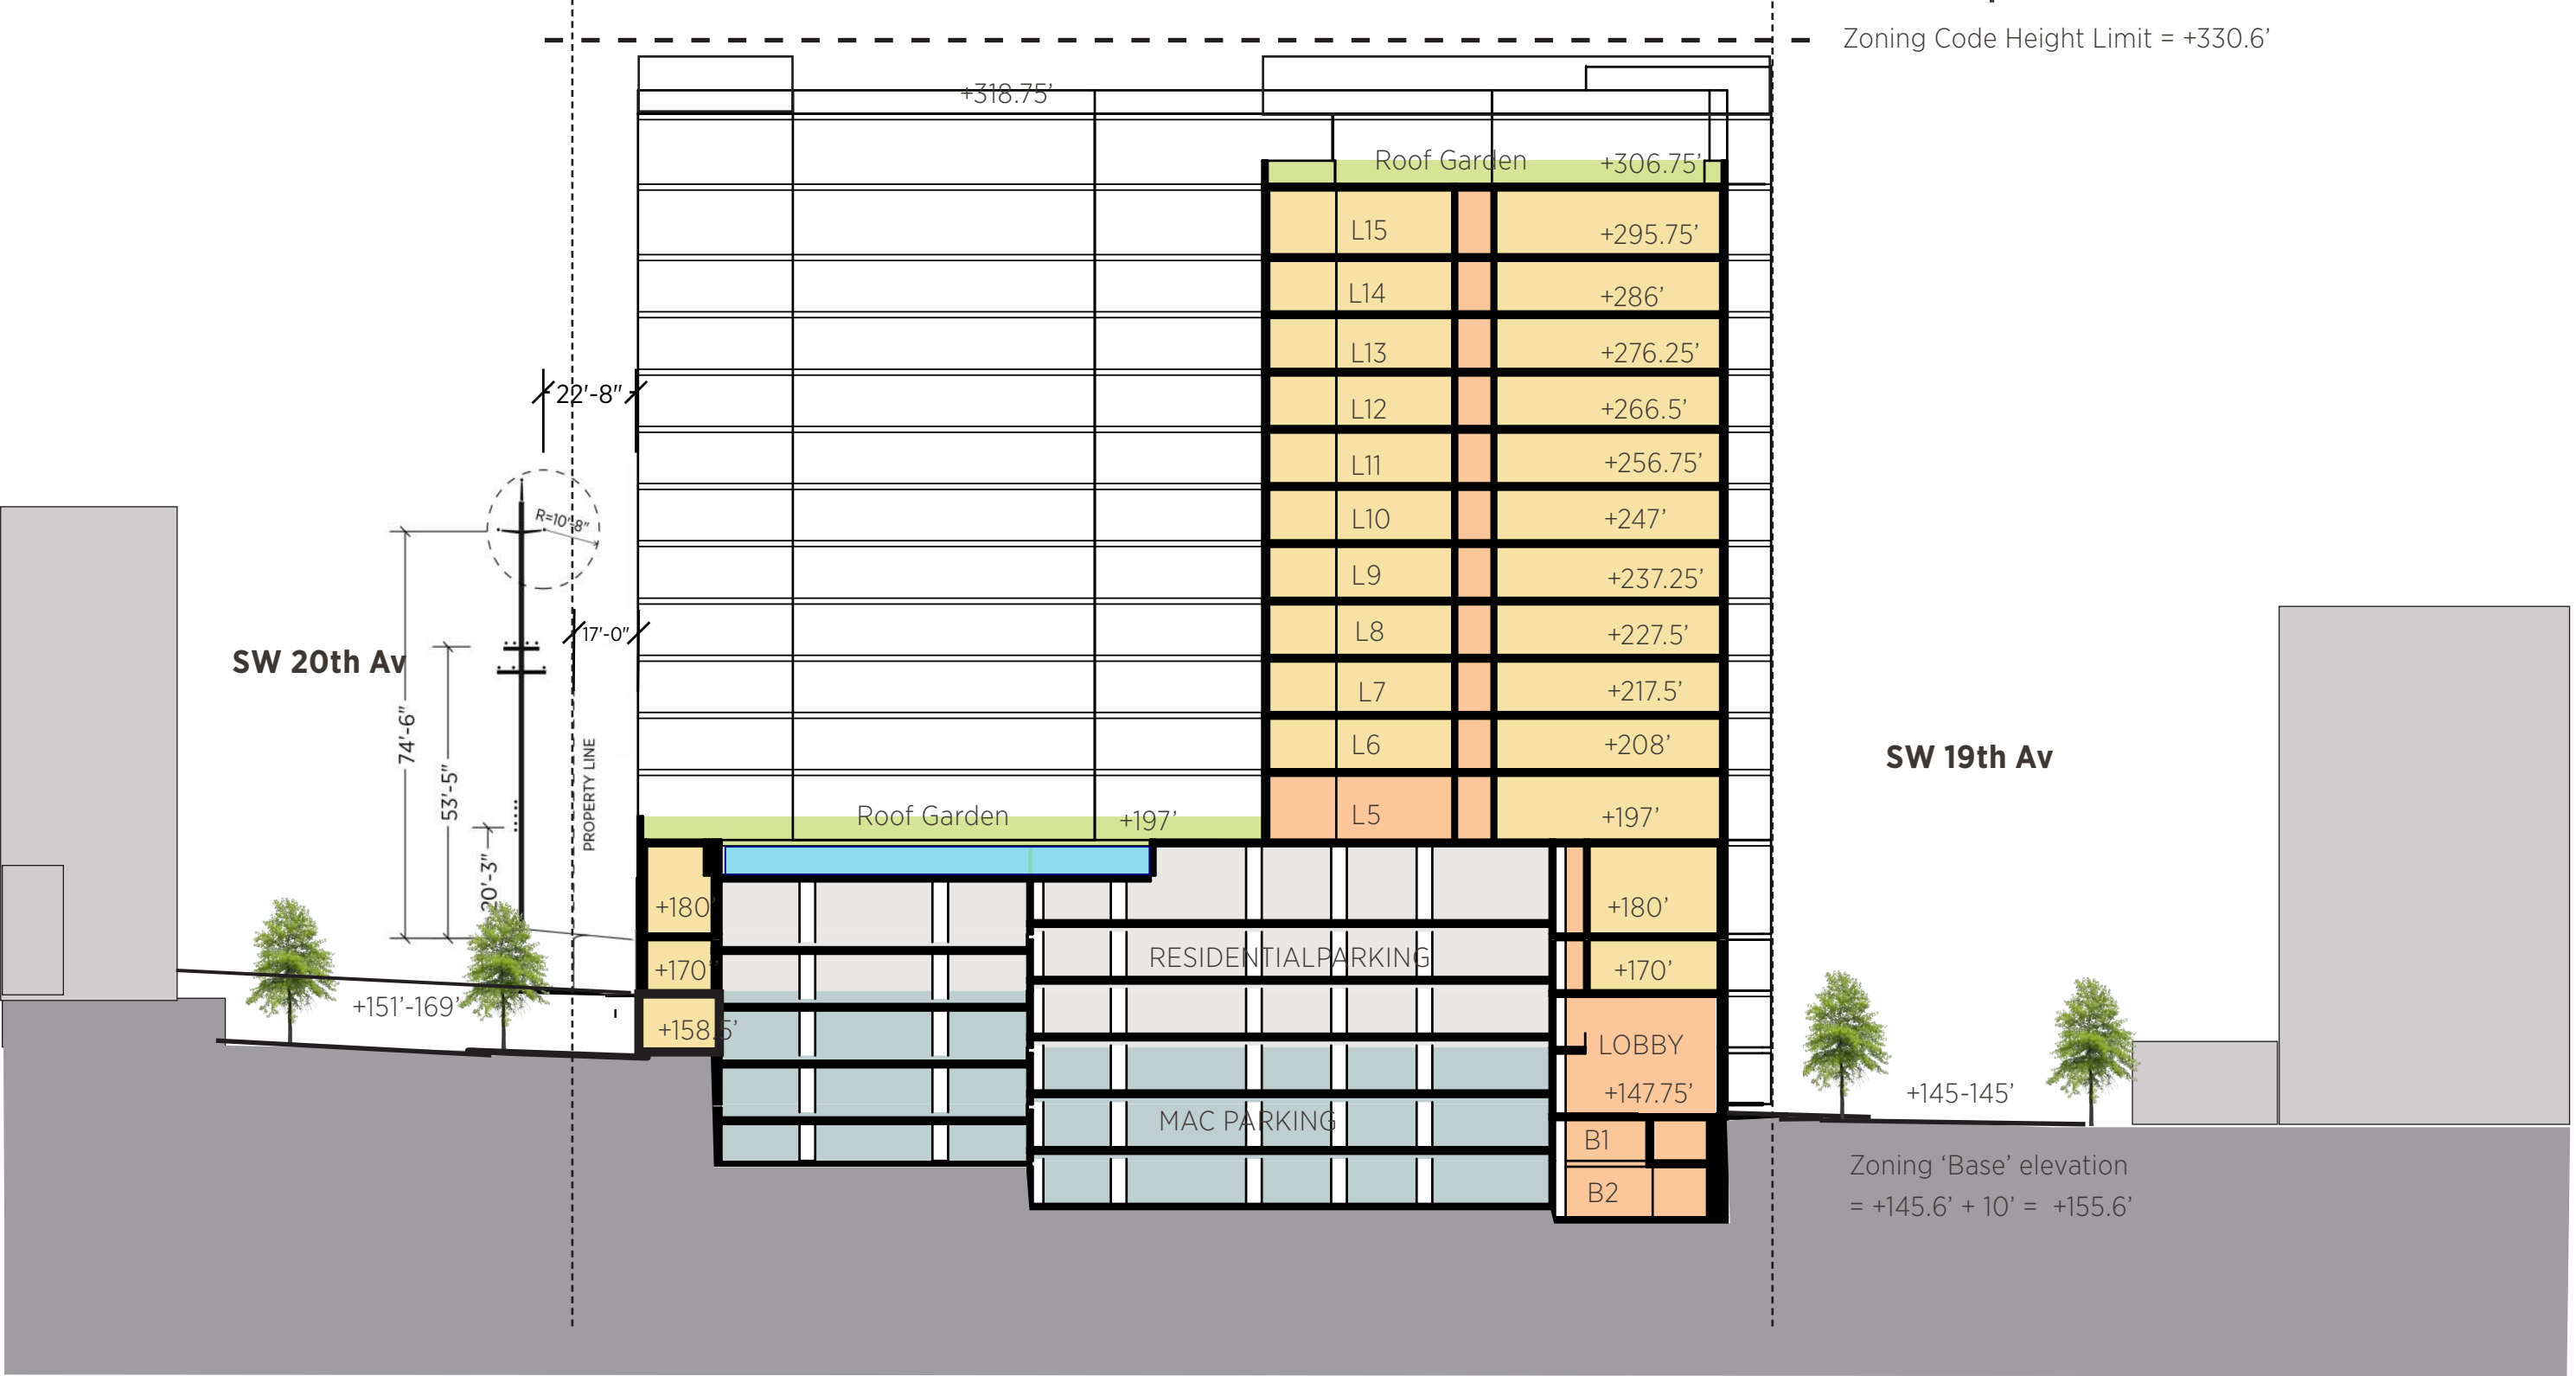 Zoning Code Height Limit = +330.6’
+318.75’
Roof Garden
+306.75’
L15
+295.75’
L14
+286’
L13
+276.25’
L12
+266.5’
22'-8"
L11
+256.75’
L10
+247’
R=10'-8"
L9
+237.25’
L8
+227.5’
17'-0"
SW 20th Av
L7
+217.5’
L6
+208’
74'-6"
53'-5"
PROPERTY LINE
SW 19th Av
Roof Garden
+197’
L5
+197’
20'-3"
+180’
+180’
RESIDENTIALPARKING
+170’
+170’
+151’-169’
+158.5’
LOBBY
+147.75’
+145-145’
MAC PARKING
B1
B2
Zoning ‘Base’ elevation
= +145.6’ + 10’ = +155.6’